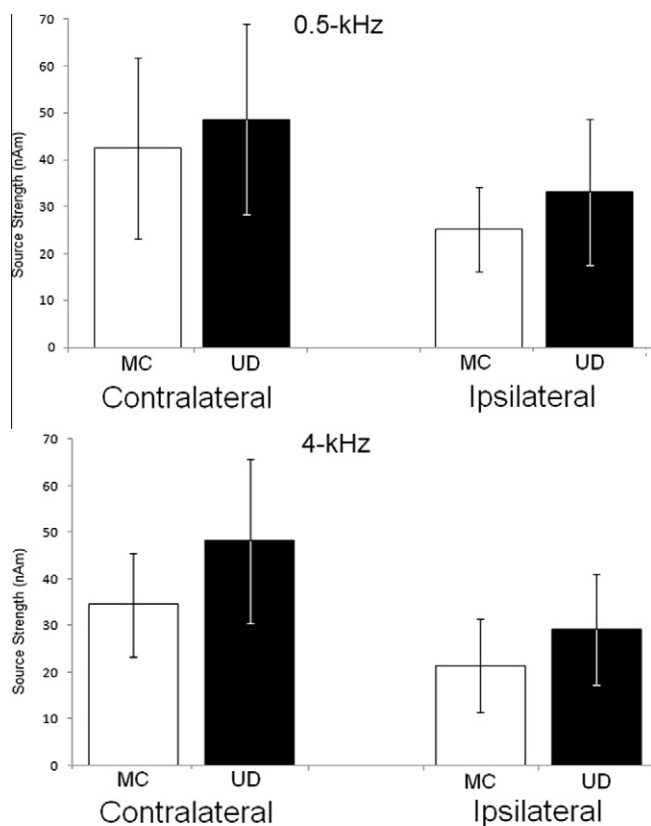 0.5-kHz
70
60
50
40
30
20
10
0
Source Strength (nAm)
MC UD MC UD
Contralateral Ipsilateral
4-kHz
70
60
50
40
30
20
10
0
Source Strength (nAm)
MC UD MC UD
Contralateral Ipsilateral